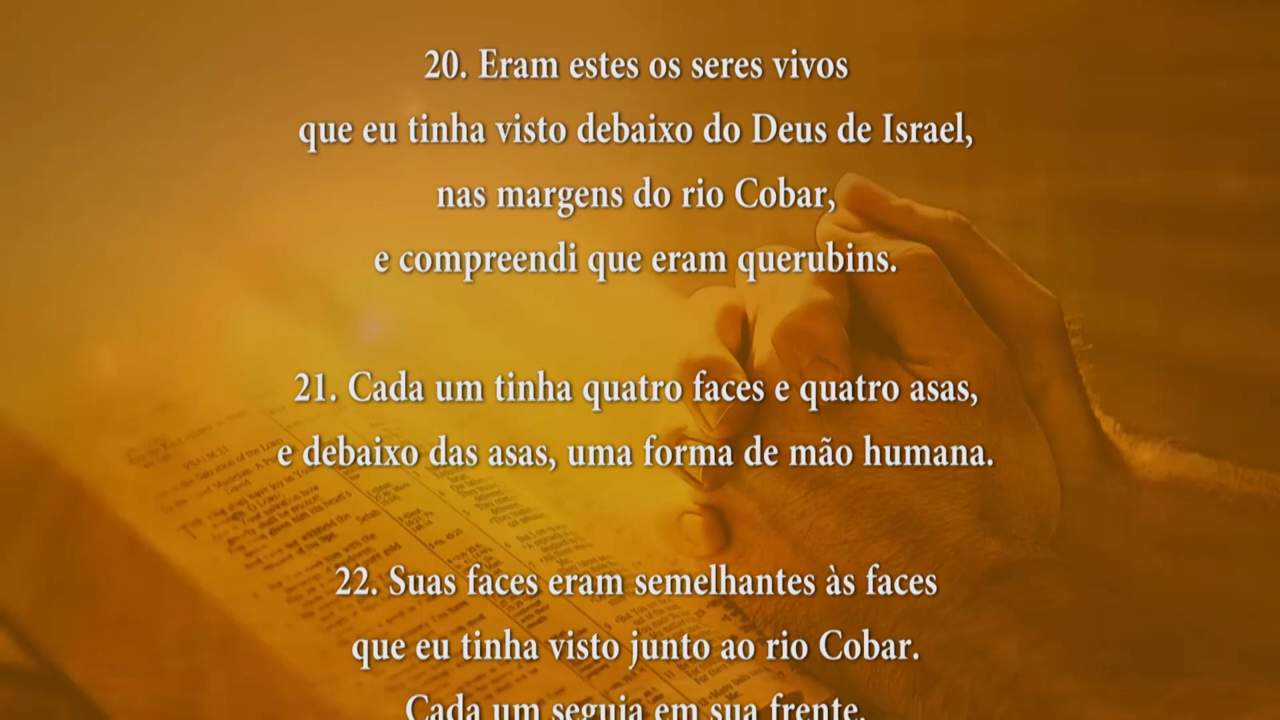 20. Eram estes os seres vivos
que eu tinha visto debaixo do Deus de Israel,
nas margens do rio Cobar,
e compreendi que eram querubins.
21. Cada um tinha quatro faces e quatro asas,
e debaixo das asas, uma forma de mão humana.
22. Suas faces eram semelhantes às faces
que eu tinha visto junto ao rio Cobar.
Cada um seguia em sua frente.